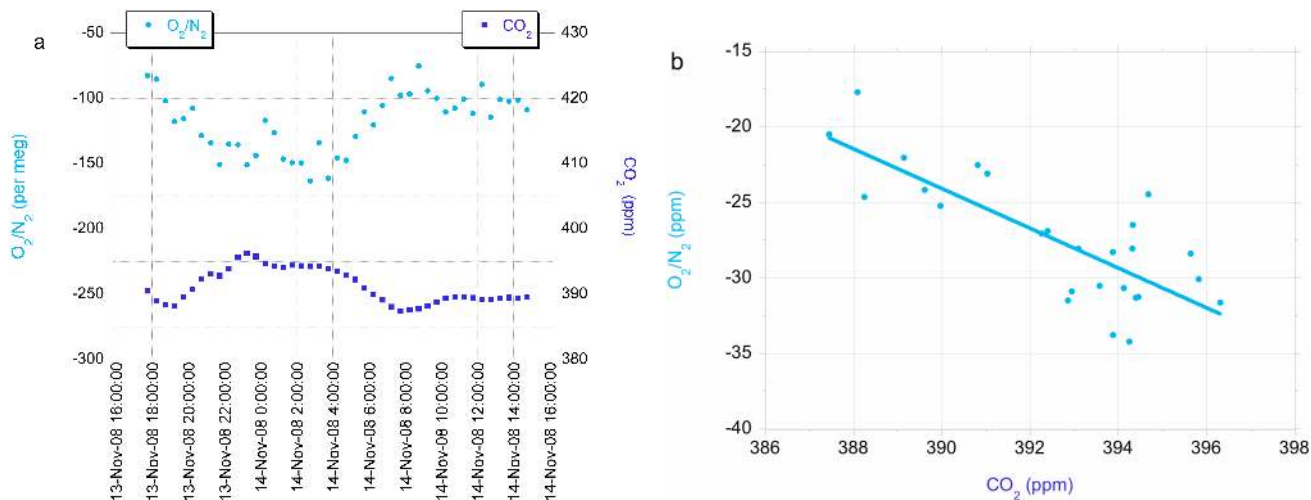 a
O2/N2
CO2
-50
-100
-150
-200
-250
-300
O2/N2 (per meg)
430
420
410
400
390
380
CO2 (ppm)
13-Nov-08 16:00:00
13-Nov-08 18:00:00
13-Nov-08 20:00:00
13-Nov-08 22:00:00
14-Nov-08 0:00:00
14-Nov-08 2:00:00
14-Nov-08 4:00:00
14-Nov-08 6:00:00
14-Nov-08 8:00:00
14-Nov-08 10:00:00
14-Nov-08 12:00:00
14-Nov-08 14:00:00
14-Nov-08 16:00:00
b
-15
-20
-25
-30
-35
-40
O2/N2 (ppm)
386
388
390
392
394
396
398
CO2 (ppm)